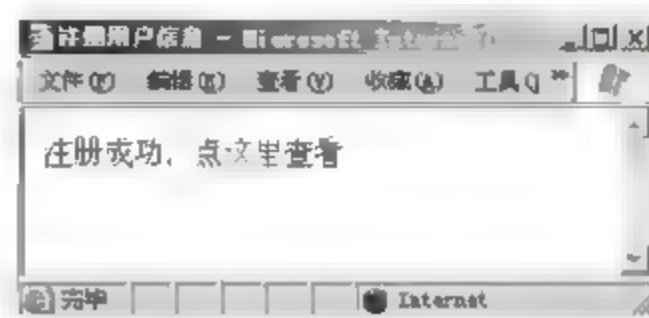 注册用户信息 - Microsoft
文件(F) 编辑(E) 查看(V) 收藏(A) 工具(
注册成功，点这里查看
完毕 Internet